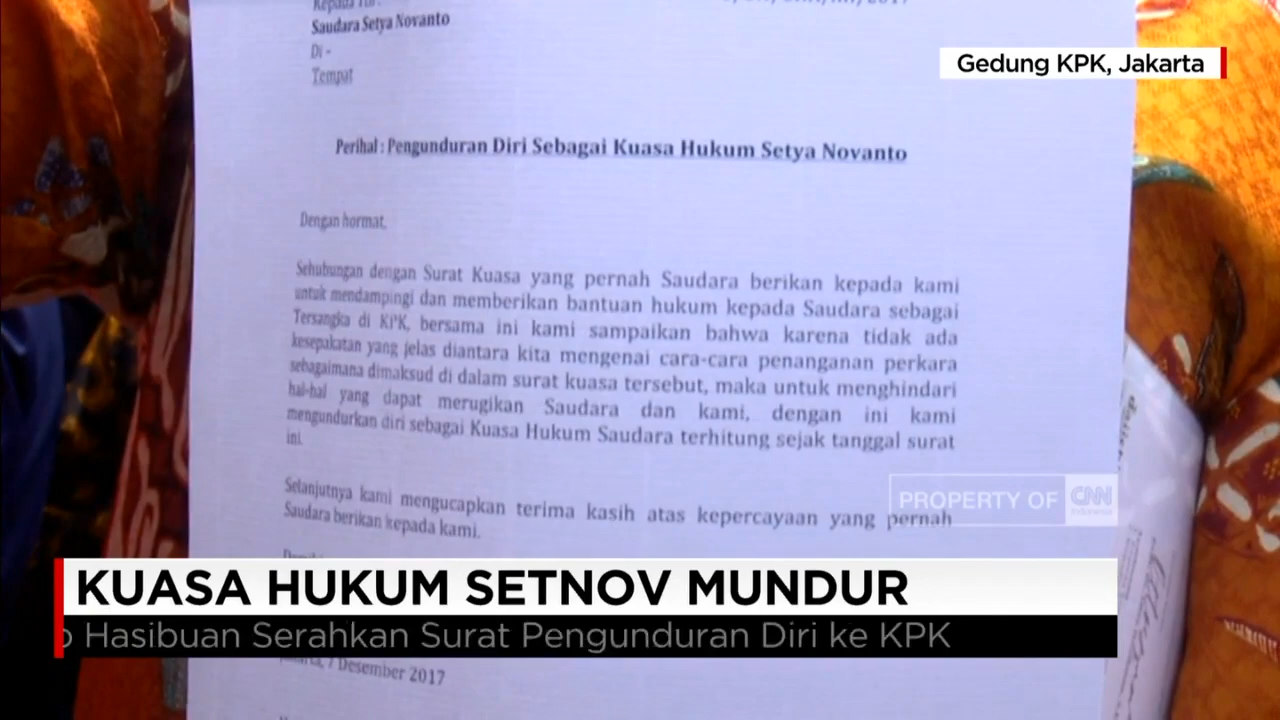 Kepada Yth.
Saudara Setya Novanto
Di -
Tempat
Gedung KPK, Jakarta
Perihal : Pengunduran Diri Sebagai Kuasa Hukum Setya Novanto
Dengan hormat,
Sehubungan dengan Surat Kuasa yang pernah Saudara berikan kepada kami
untuk mendampingi dan memberikan bantuan hukum kepada Saudara sebagai
Tersangka di KPK, bersama ini kami sampaikan bahwa karena tidak ada
kesepakatan yang jelas diantara kita mengenai cara-cara penanganan perkara
sebagaimana dimaksud di dalam surat kuasa tersebut, maka untuk menghindari
hal-hal yang dapat merugikan Saudara dan kami, dengan ini kami
mengundurkan diri sebagai Kuasa Hukum Saudara terhitung sejak tanggal surat
ini.
Selanjutnya kami mengucapkan terima kasih atas kepercayaan yang pernah
Saudara berikan kepada kami.
PROPERTY OF CNN Indonesia
KUASA HUKUM SETNOV MUNDUR
Hasibuan Serahkan Surat Pengunduran Diri ke KPK
7 Desember 2017